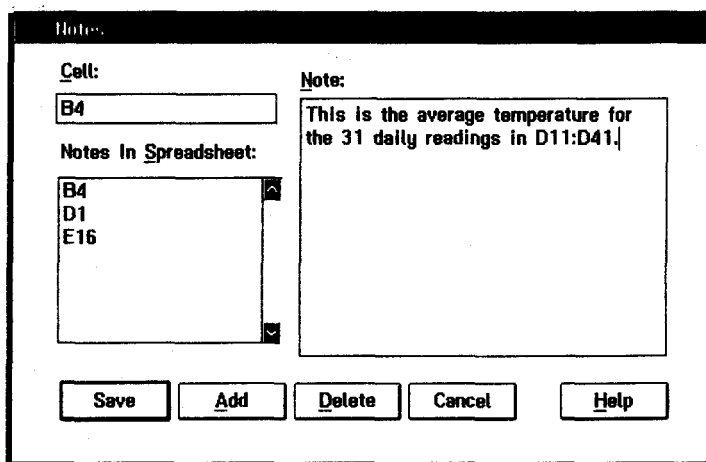 Notes
Cell:
B4
Notes In Spreadsheet:
B4
D1
E16
Note:
This is the average temperature for
the 31 daily readings in D11:D41.
Save
Add
Delete
Cancel
Help